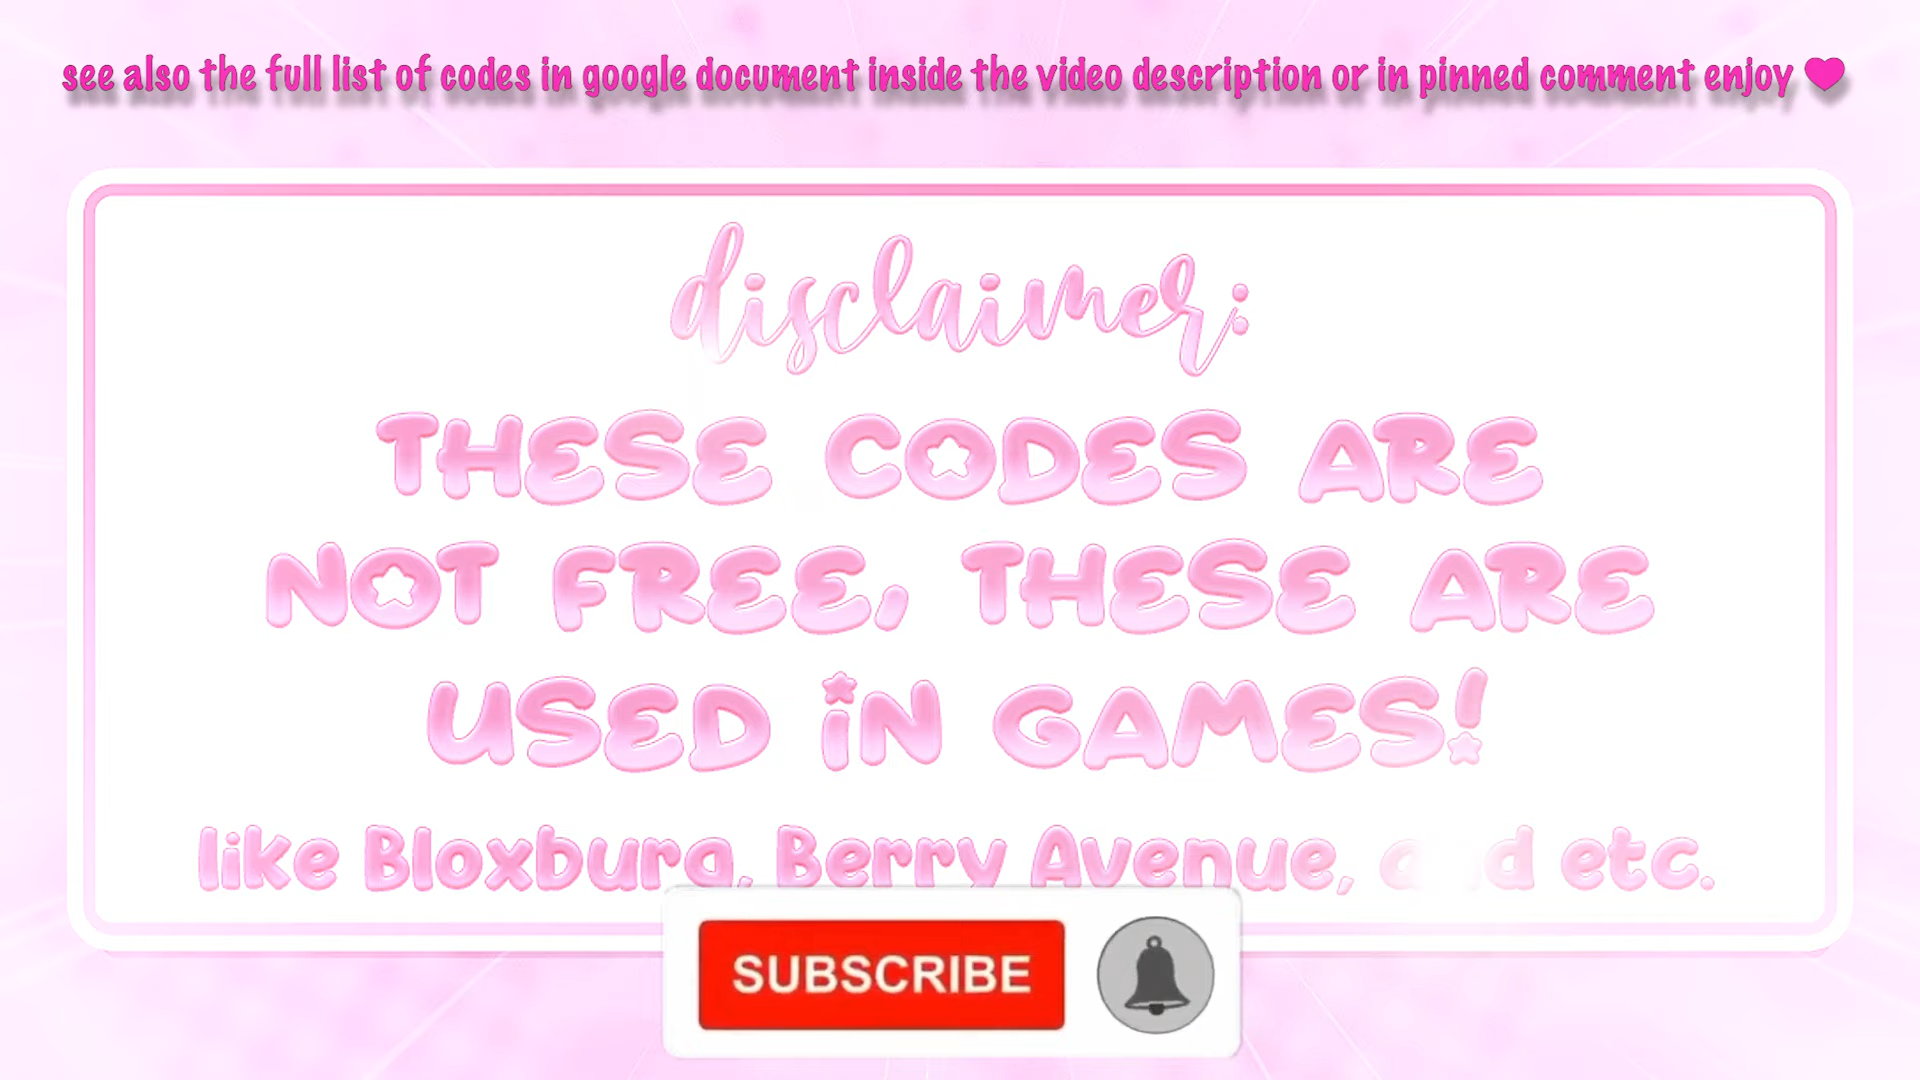 see also the full list of codes in google document inside the video description or in pinned comment enjoy
disclaimer:
THESE CODES ARE
NOT FREE, THESE ARE
USED iN GAMES!
like Bloxburg, Berry Avenue, and etc.
SUBSCRIBE